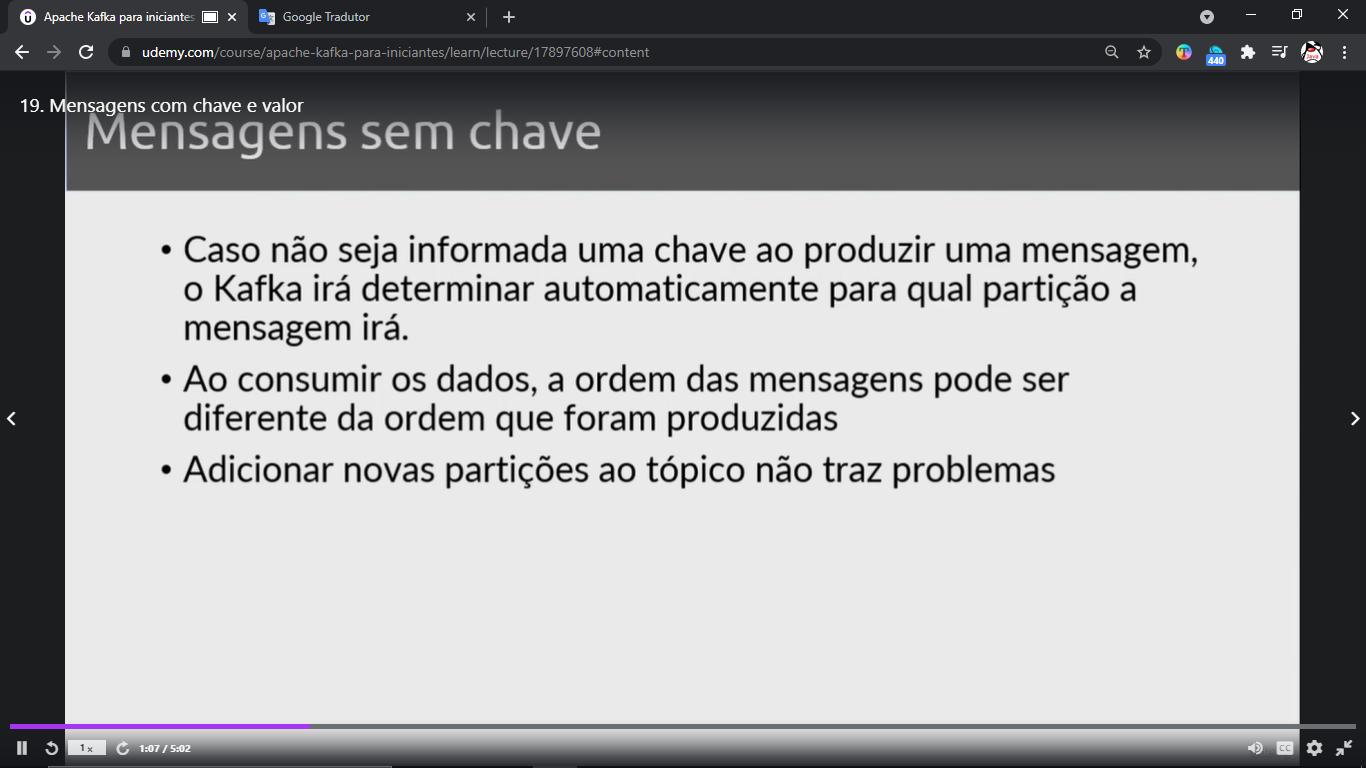 Apache Kafka para iniciantes
Google Tradutor
udemy.com/course/apache-kafka-para-iniciantes/learn/lecture/17897608#content
440
19. Mensagens com chave e valor
Mensagens sem chave
• Caso não seja informada uma chave ao produzir uma mensagem,
o Kafka irá determinar automaticamente para qual partição a
mensagem irá.
• Ao consumir os dados, a ordem das mensagens pode ser
diferente da ordem que foram produzidas
• Adicionar novas partições ao tópico não traz problemas
1x
1:07 / 5:02
CC